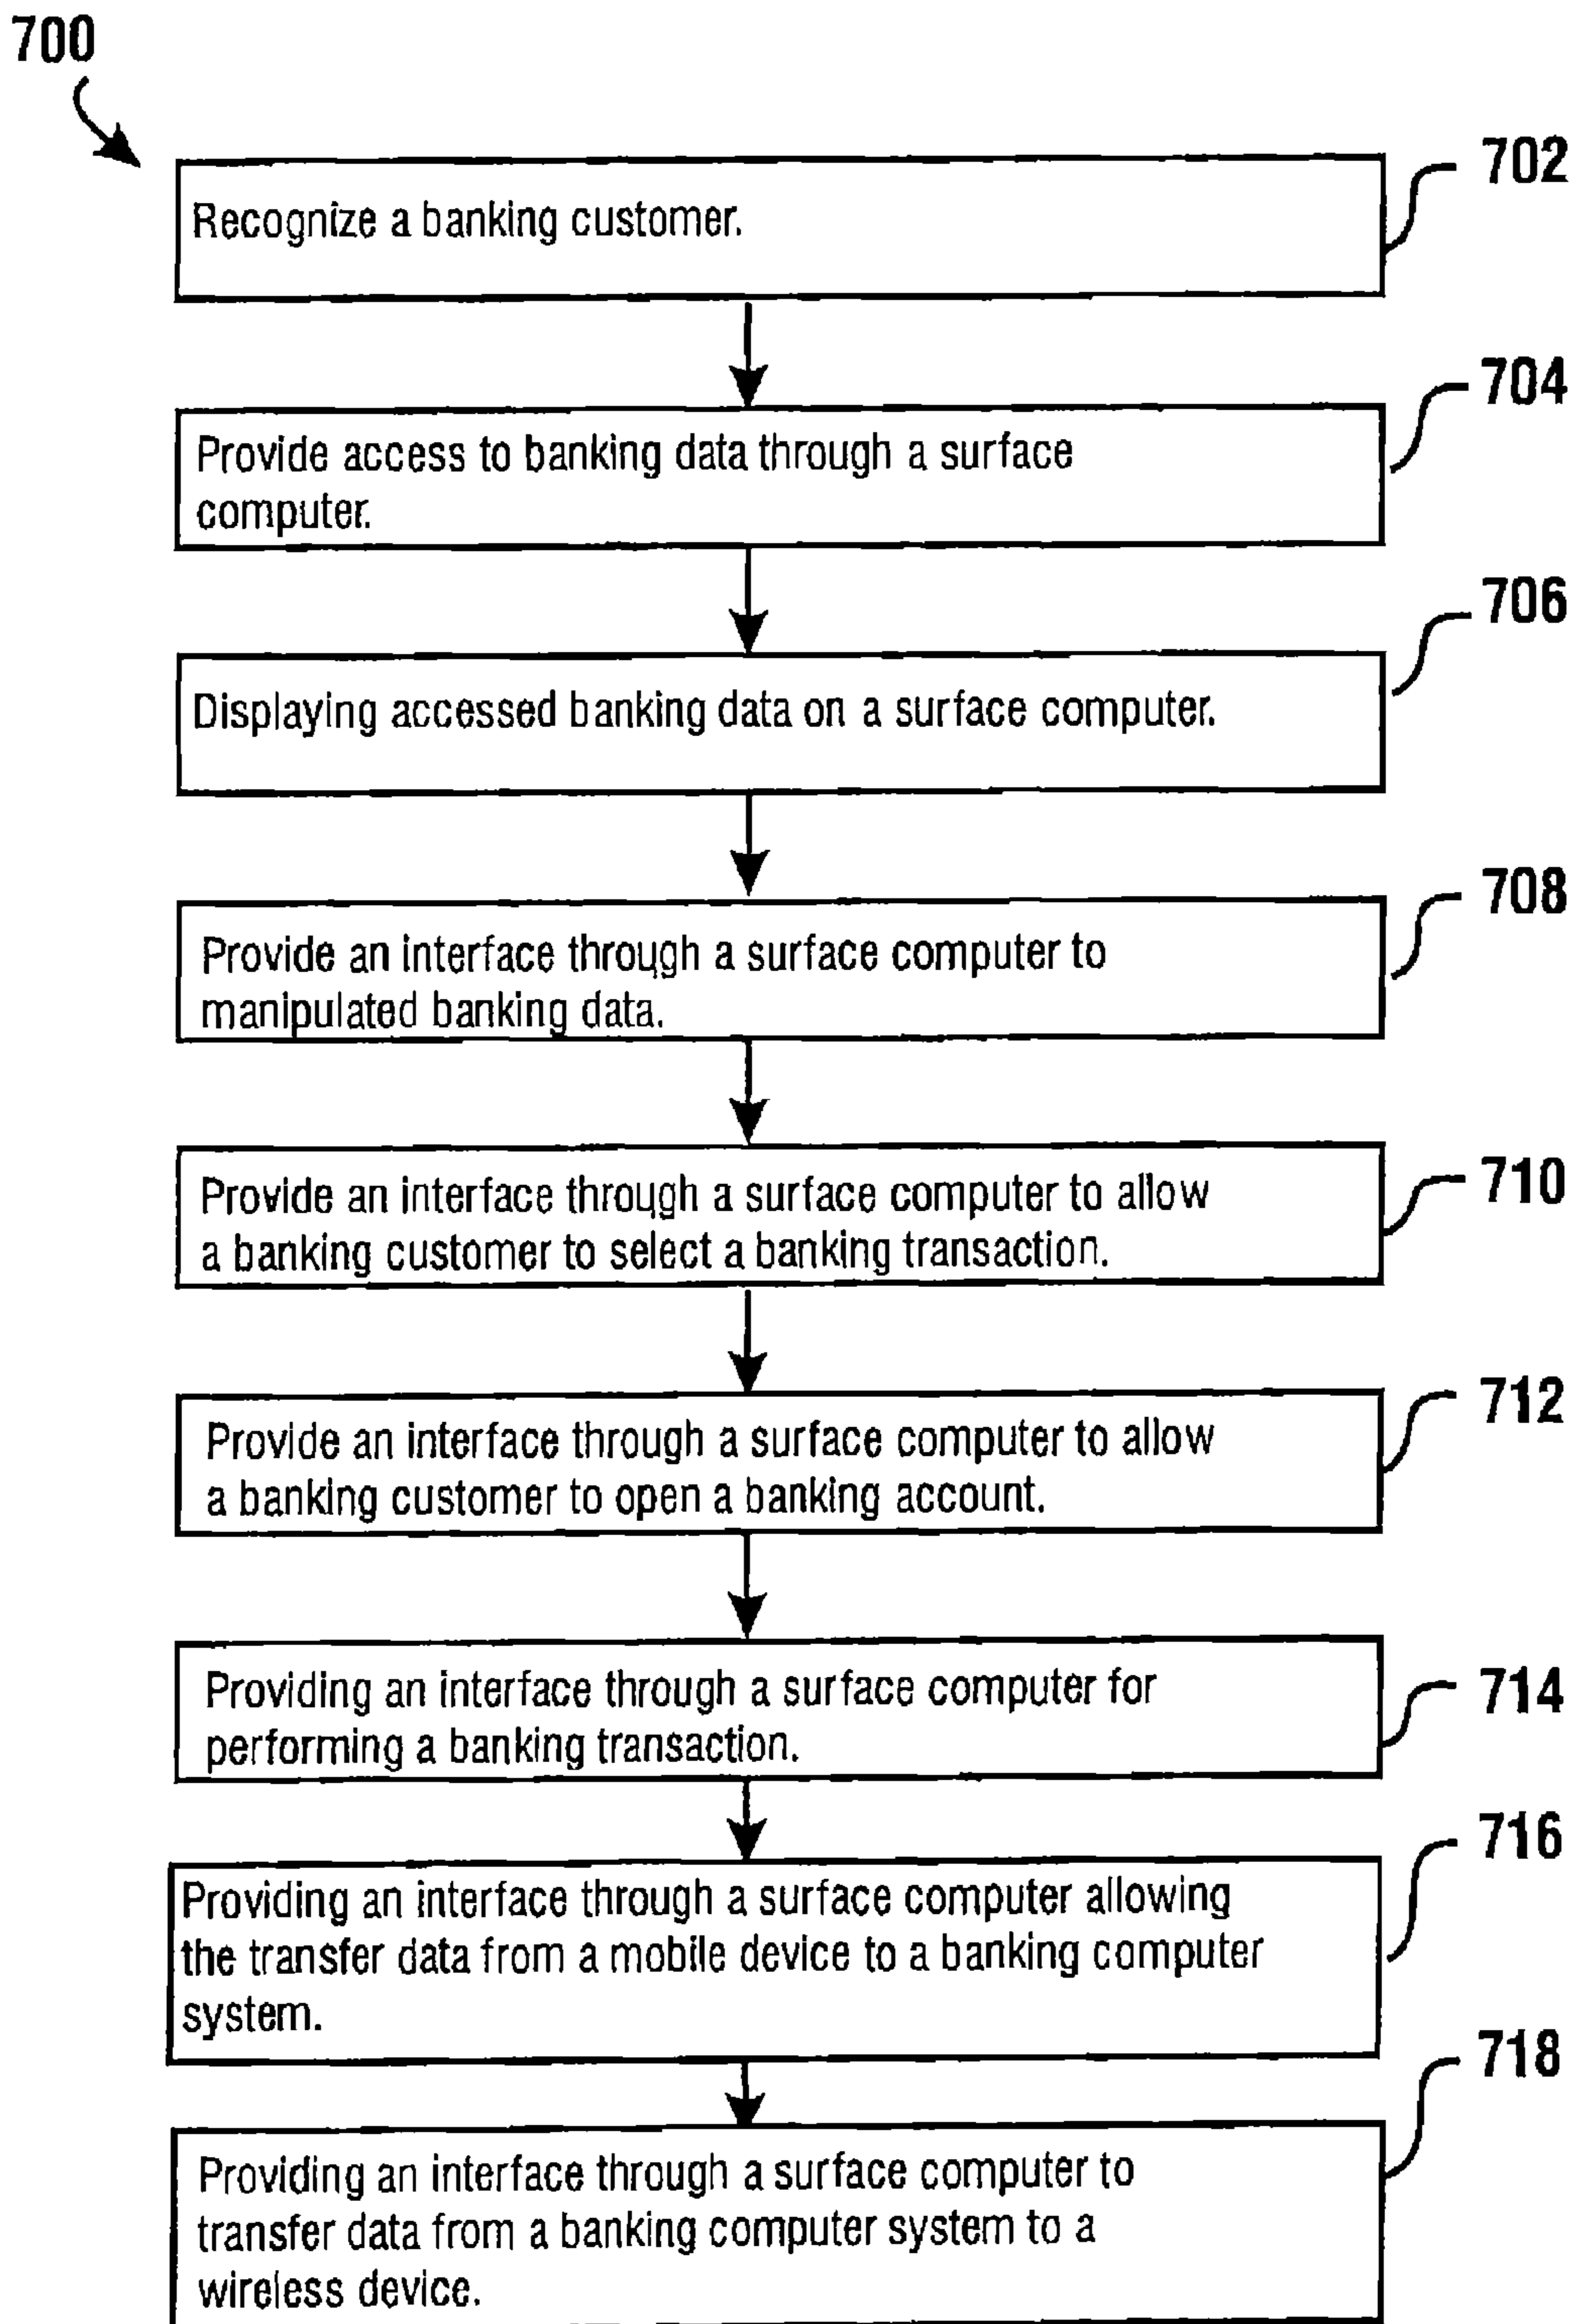 700
702
Recognize a banking customer.
704
Provide access to banking data through a surface
computer.
706
Displaying accessed banking data on a surface computer.
708
Provide an interface through a surface computer to
manipulated banking data.
710
Provide an interface through a surface computer to allow
a banking customer to select a banking transaction.
712
Provide an interface through a surface computer to allow
a banking customer to open a banking account.
714
Providing an interface through a surface computer for
performing a banking transaction.
716
Providing an interface through a surface computer allowing
the transfer data from a mobile device to a banking computer
system.
718
Providing an interface through a surface computer to
transfer data from a banking computer system to a
wireless device.